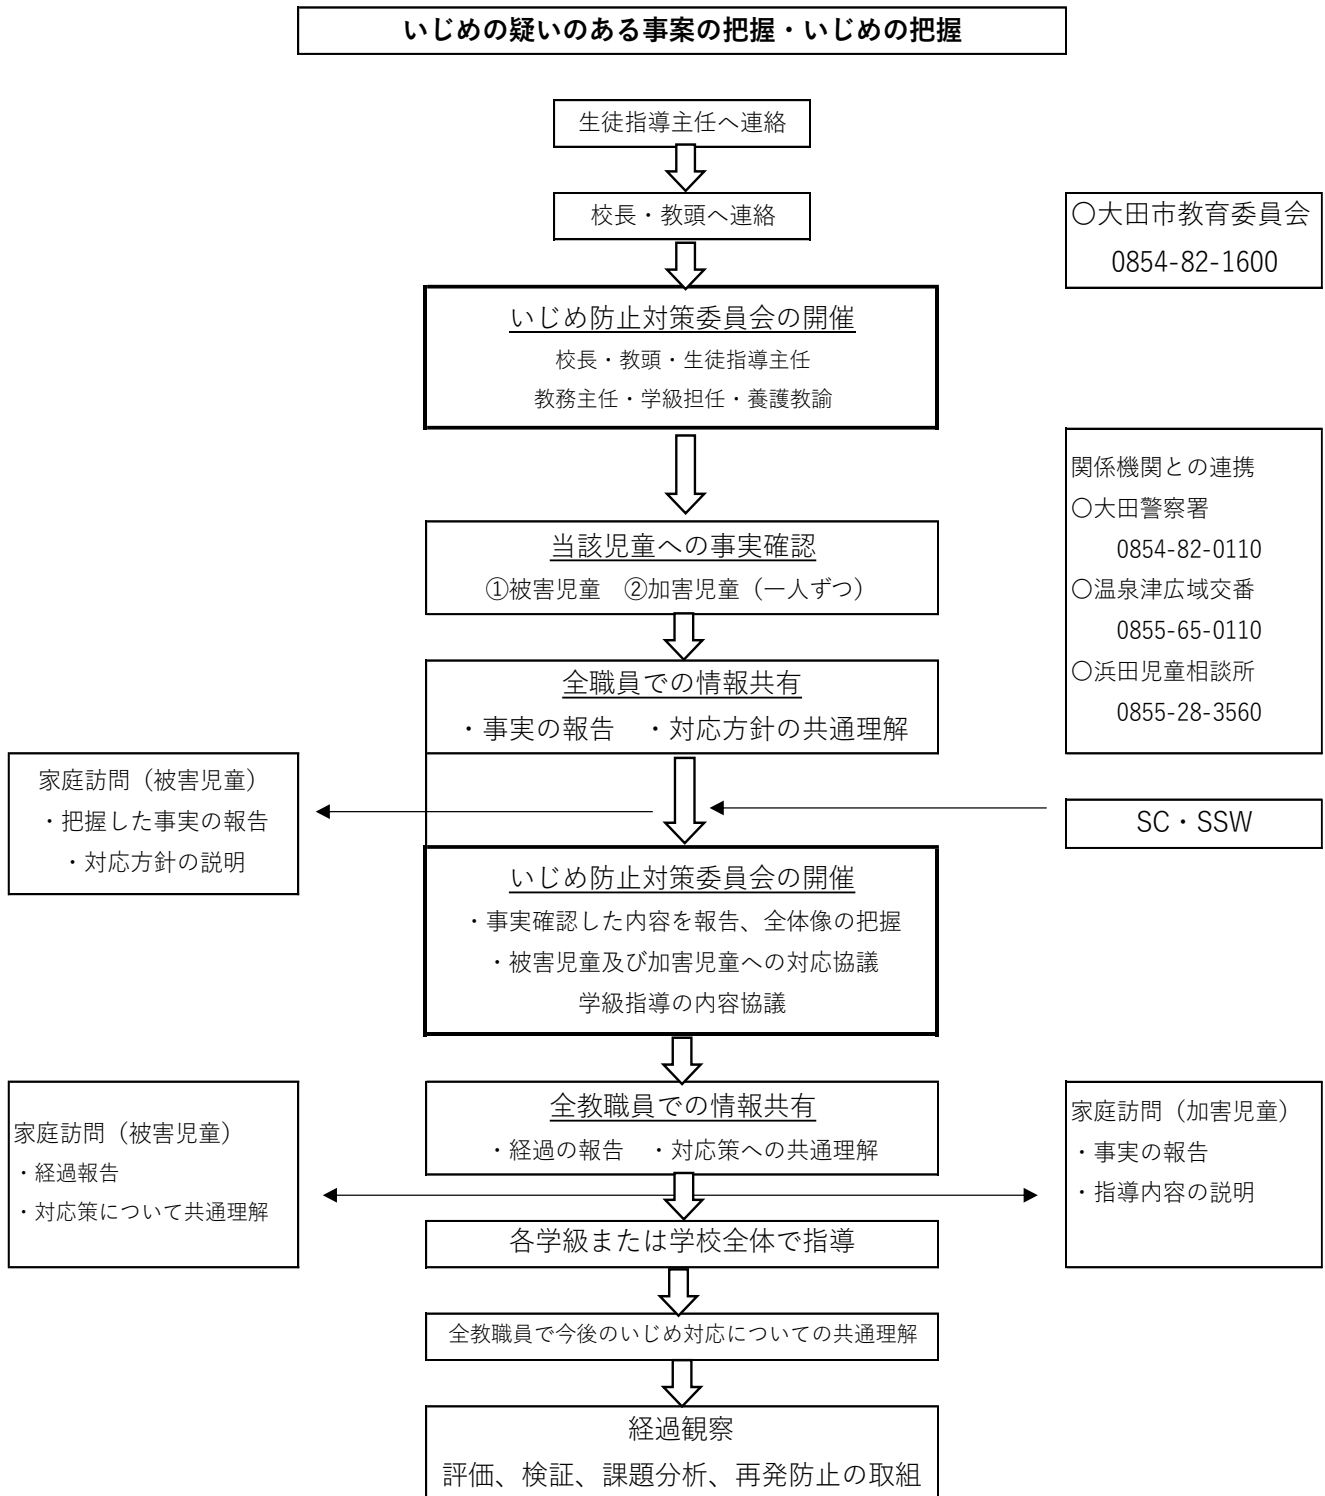 いじめの疑いのある事案の把握・いじめの把握
生徒指導主任へ連絡
校長・教頭へ連絡
〇大田市教育委員会
0854-82-1600
いじめ防止対策委員会の開催
校長・教頭・生徒指導主任
教務主任・学級担任・養護教諭
関係機関との連携
〇大田警察署
0854-82-0110
〇温泉津広域交番
0855-65-0110
〇浜田児童相談所
0855-28-3560
当該児童への事実確認
①被害児童　②加害児童（一人ずつ）
全職員での情報共有
・事実の報告　・対応方針の共通理解
家庭訪問（被害児童）
・把握した事実の報告
・対応方針の説明
SC・SSW
いじめ防止対策委員会の開催
・事実確認した内容を報告、全体像の把握
・被害児童及び加害児童への対応協議
学級指導の内容協議
全教職員での情報共有
・経過の報告　・対応策への共通理解
家庭訪問（被害児童）
・経過報告
・対応策について共通理解
家庭訪問（加害児童）
・事実の報告
・指導内容の説明
各学級または学校全体で指導
全教職員で今後のいじめ対応についての共通理解
経過観察
評価、検証、課題分析、再発防止の取組